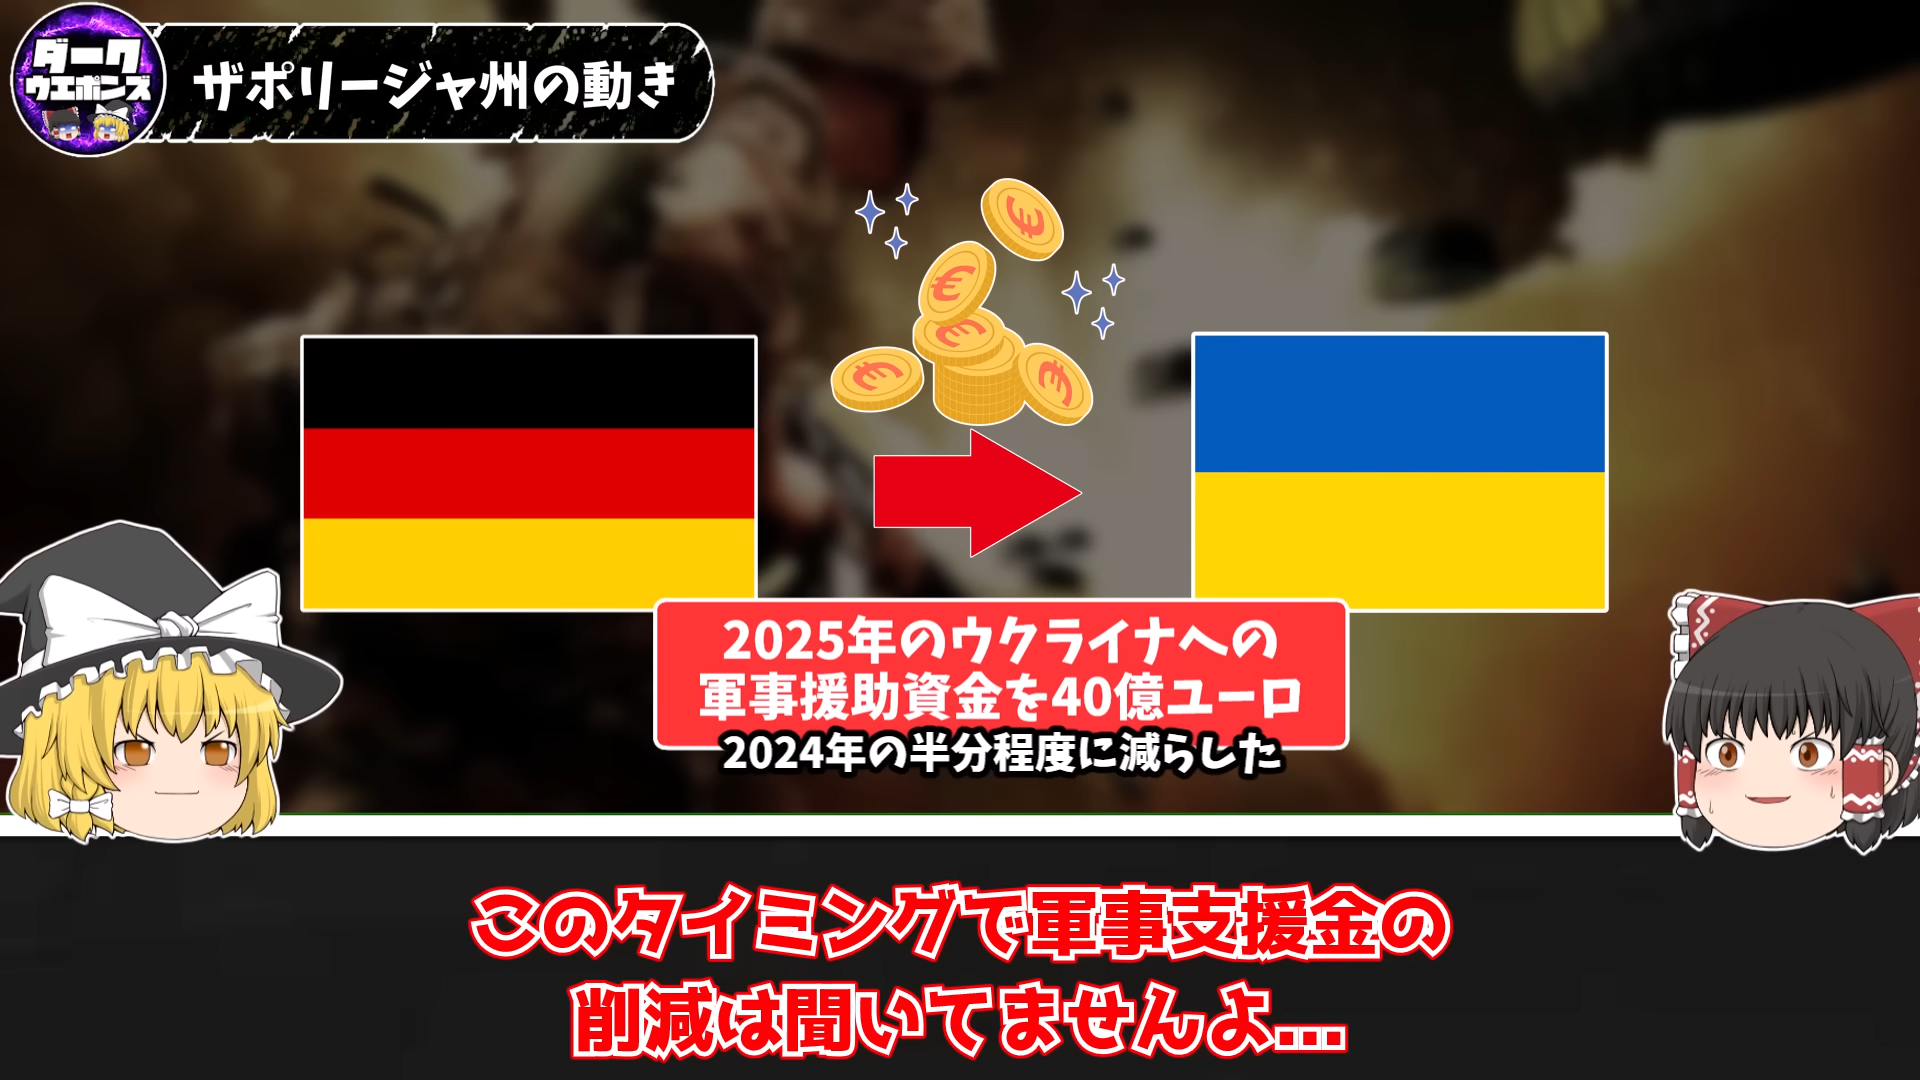 ダーク
ウエポンズ
ザポリージャ州の動き
2025年のウクライナへの
軍事援助資金を40億ユーロ
2024年の半分程度に減らした
このタイミングで軍事支援金の
削減は聞いてませんよ...